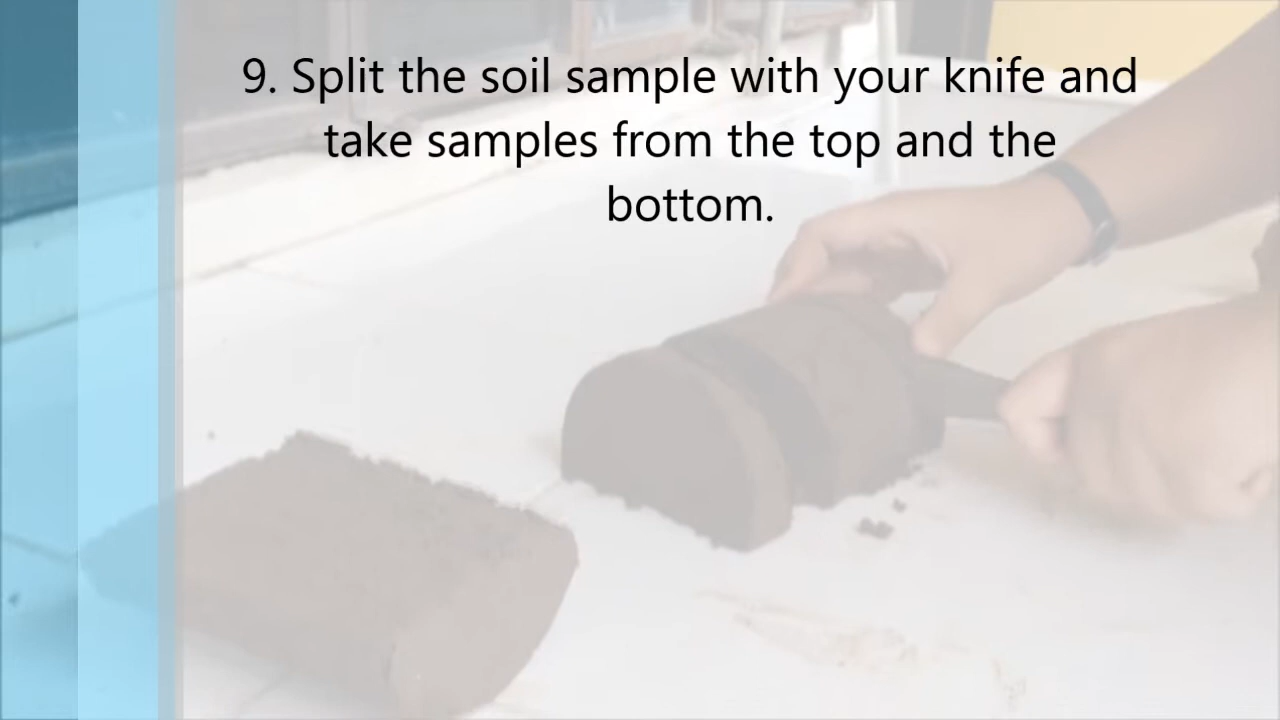 9. Split the soil sample with your knife and
take samples from the top and the
bottom.